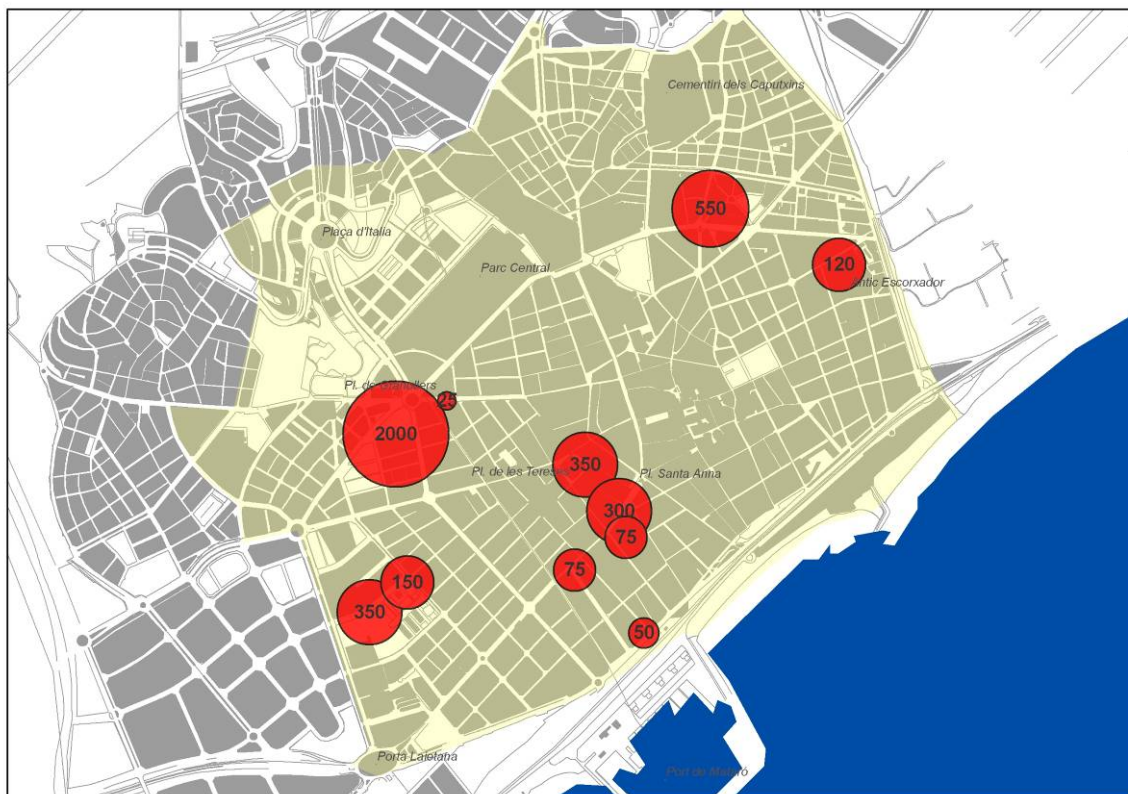 Cementiri dels Caputxins
550
Plaça d'Italia
Parc Central
120
Antic Escorxador
Pl. de Granollers
25
2000
350
Pl. de les Tereses
Pl. Santa Anna
300
75
75
150
350
50
Porta Laietana
Port de Mataró